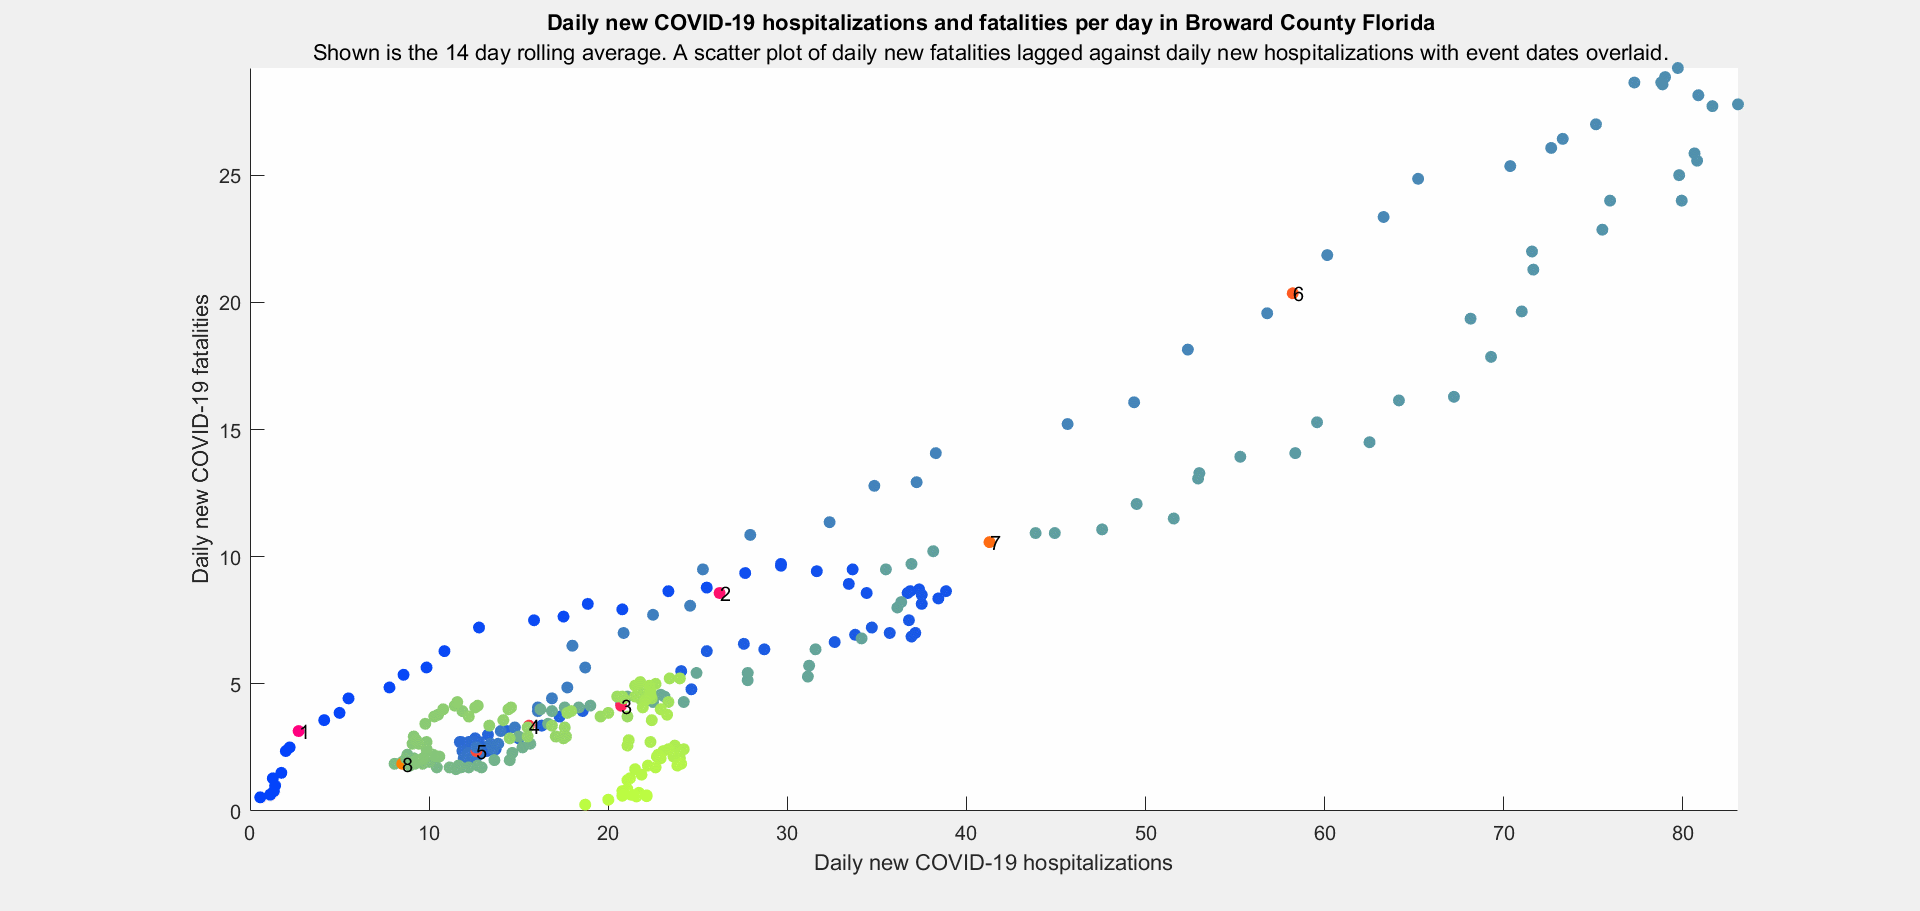 Daily new COVID-19 hospitalizations and fatalities per day in Broward County Florida
Shown is the 14 day rolling average. A scatter plot of daily new fatalities lagged against daily new hospitalizations with event dates overlaid.
Daily new COVID-19 fatalities
25
20
15
10
5
0
6
7
2
1
3
4
5
8
0 10 20 30 40 50 60 70 80
Daily new COVID-19 hospitalizations